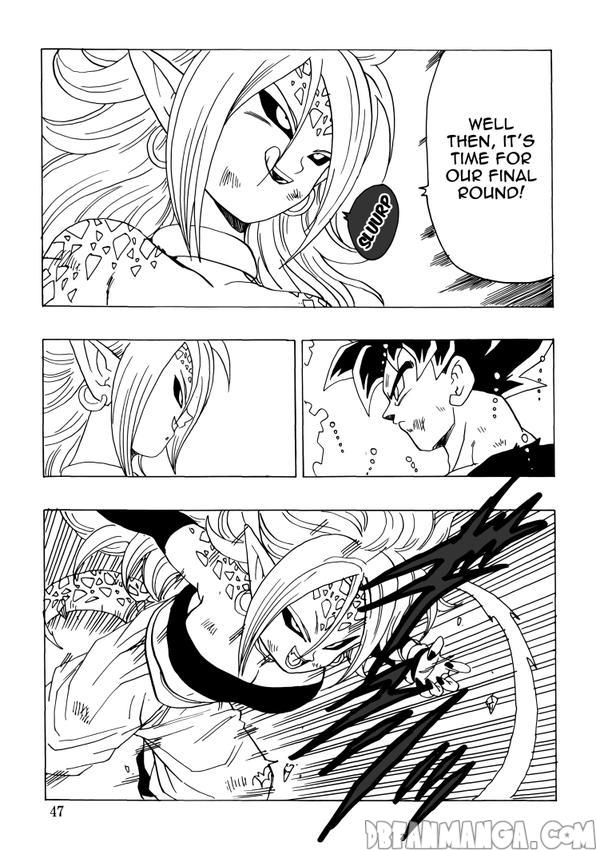 WELL
THEN, IT'S
TIME FOR
OUR FINAL
ROUND!
SLUURP
47
DBFANMANGA.COM